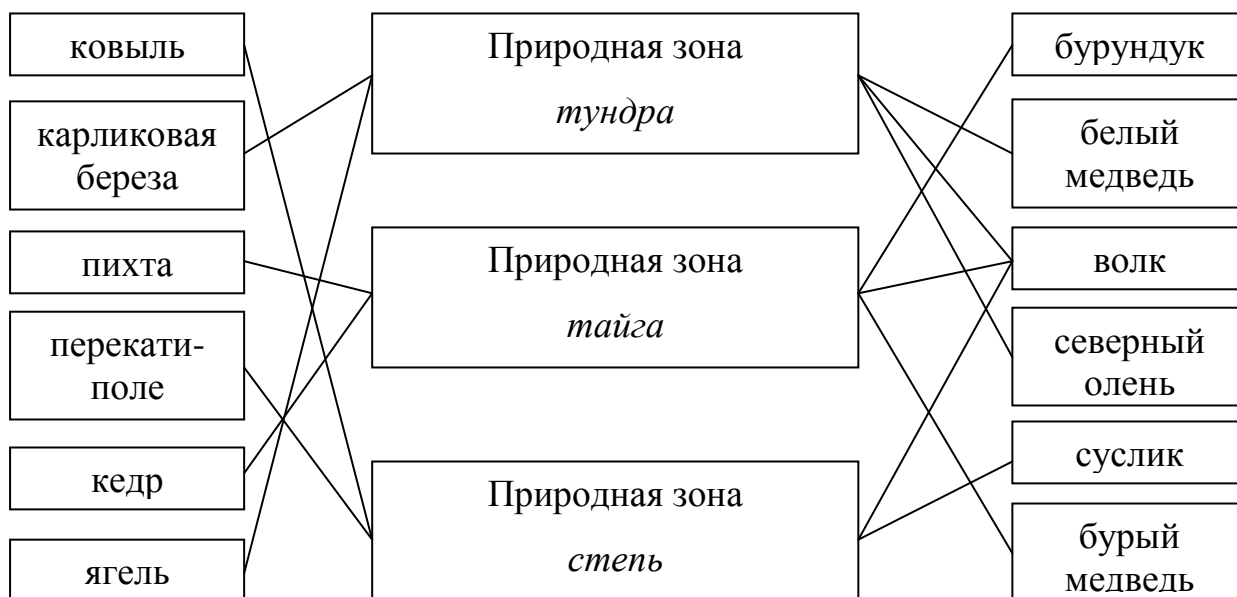 ковыль
карликовая
береза
пихта
перекати-
поле
кедр
ягель
Природная зона
тундра
Природная зона
тайга
Природная зона
степь
бурундук
белый
медведь
волк
северный
олень
суслик
бурый
медведь